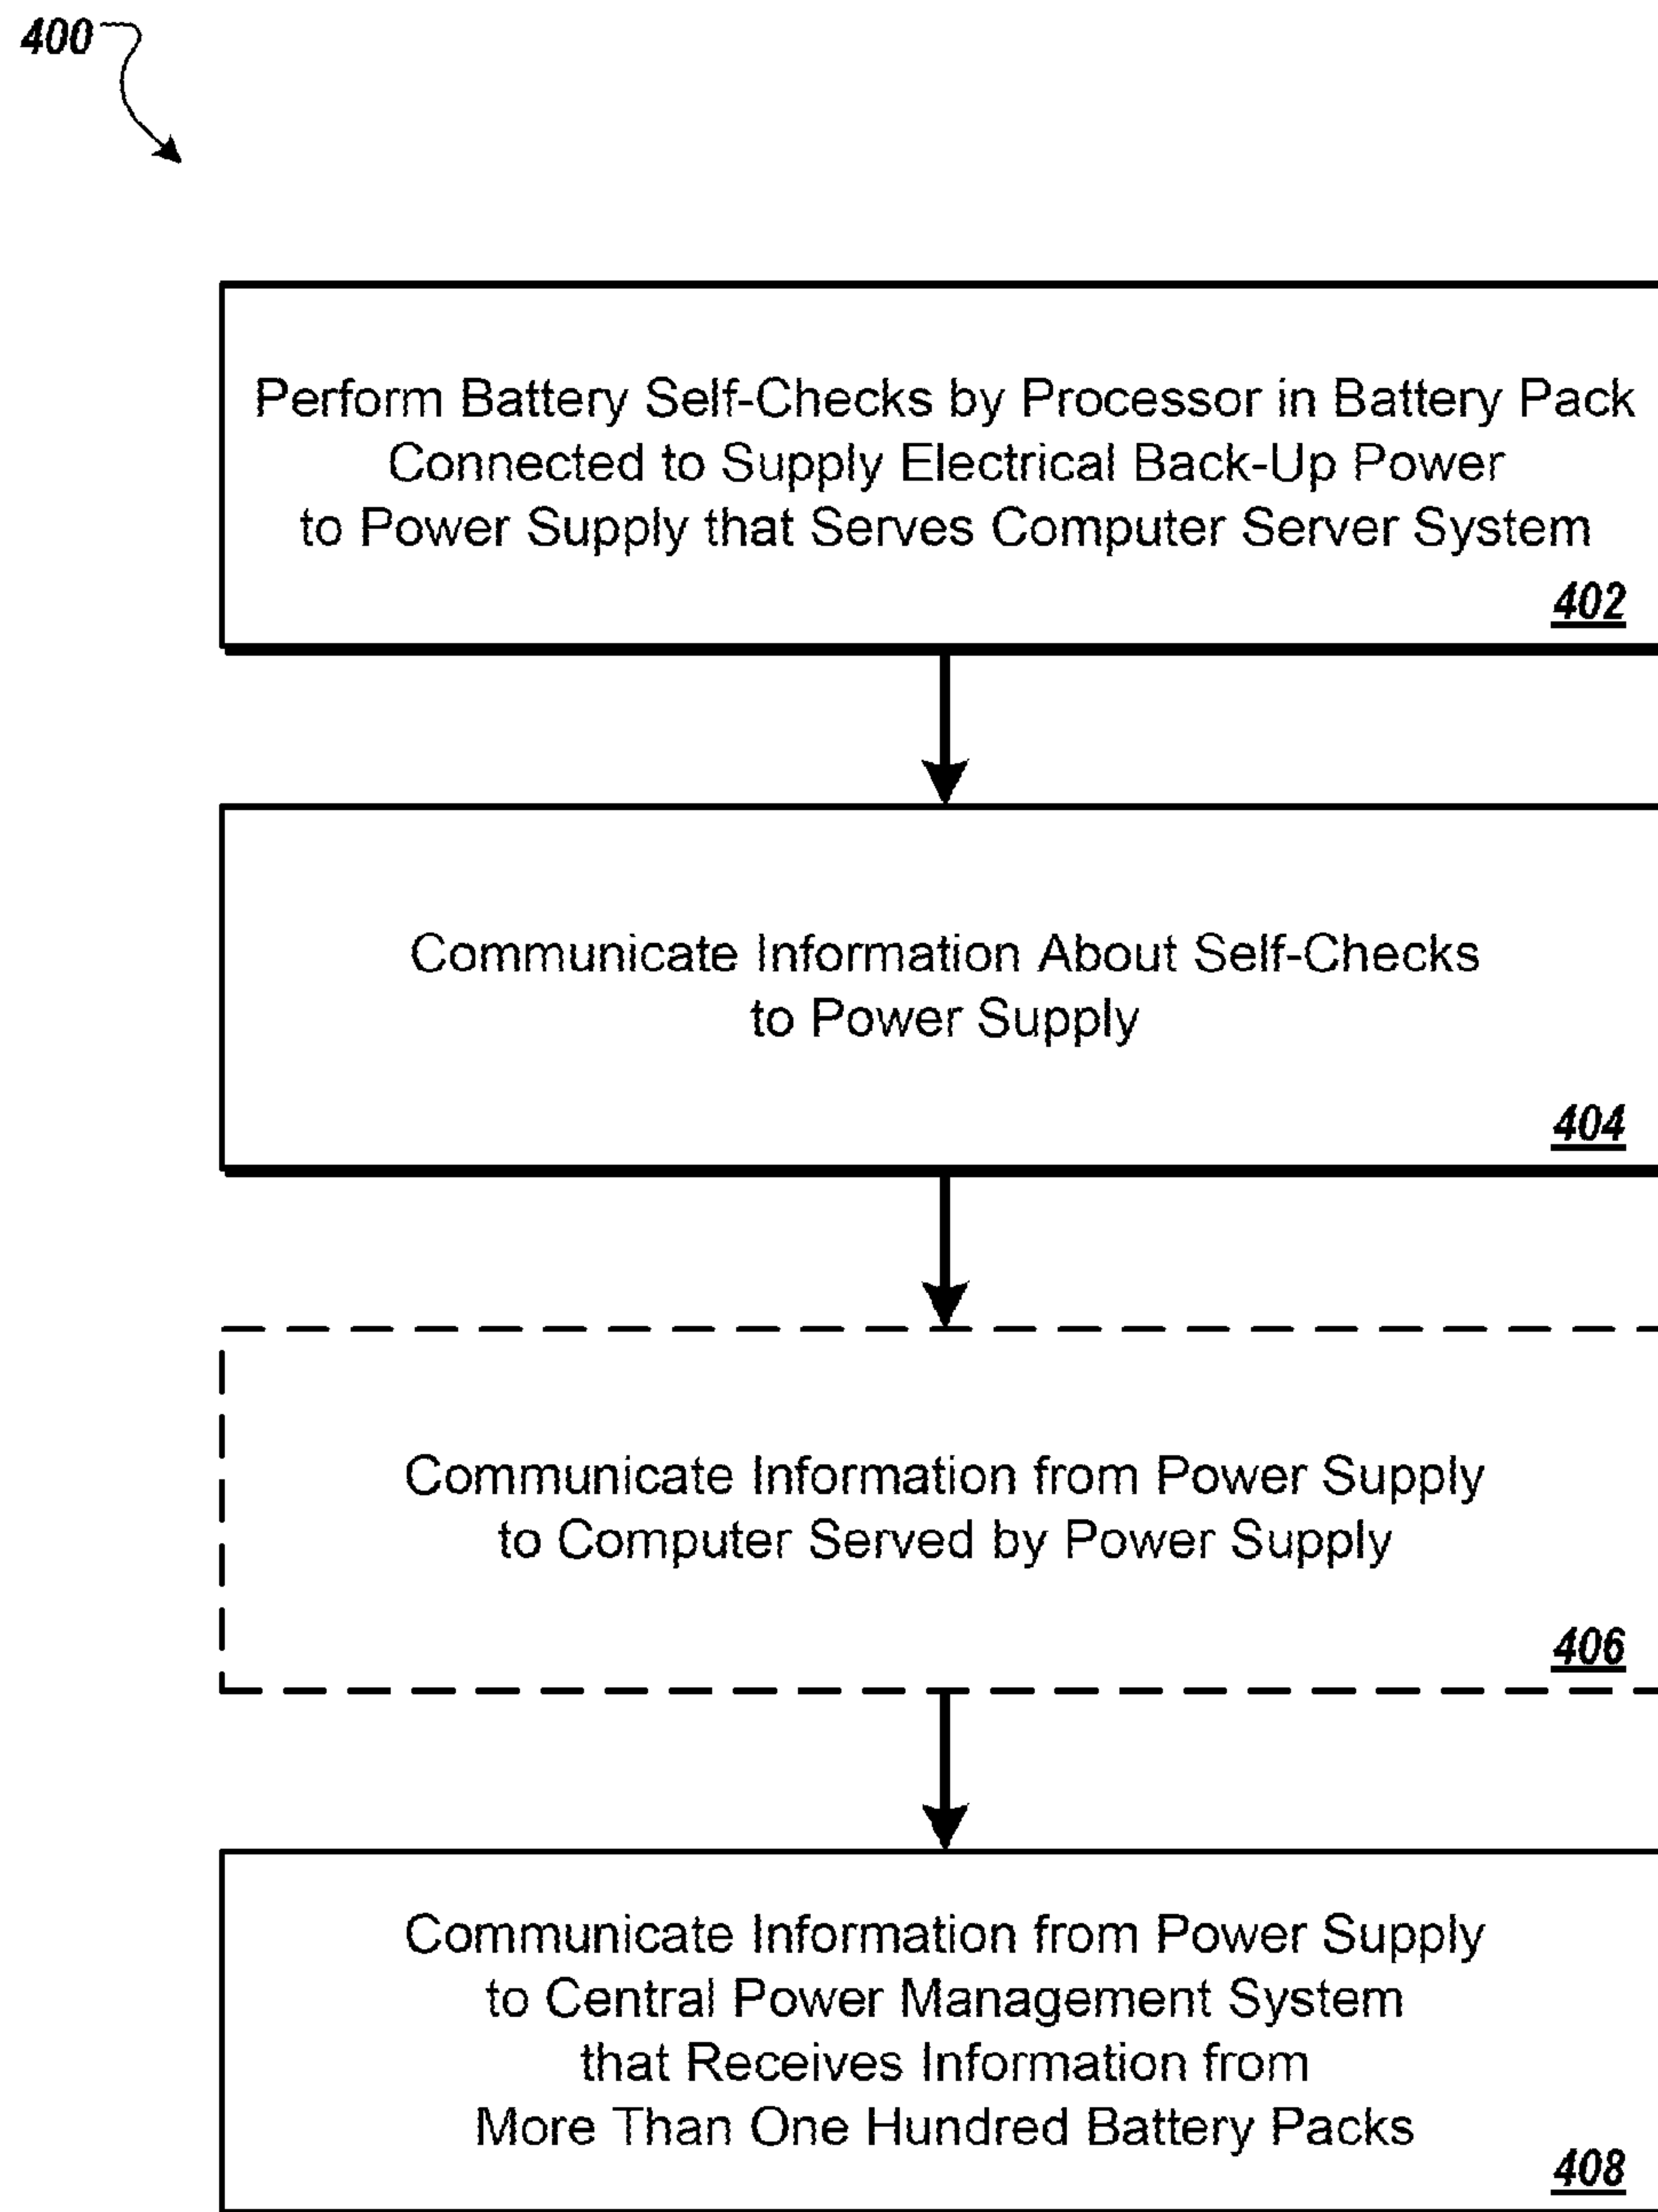 400
Perform Battery Self-Checks by Processor in Battery Pack
Connected to Supply Electrical Back-Up Power
to Power Supply that Serves Computer Server System
402
Communicate Information About Self-Checks
to Power Supply
404
Communicate Information from Power Supply
to Computer Served by Power Supply
406
Communicate Information from Power Supply
to Central Power Management System
that Receives Information from
More Than One Hundred Battery Packs
408